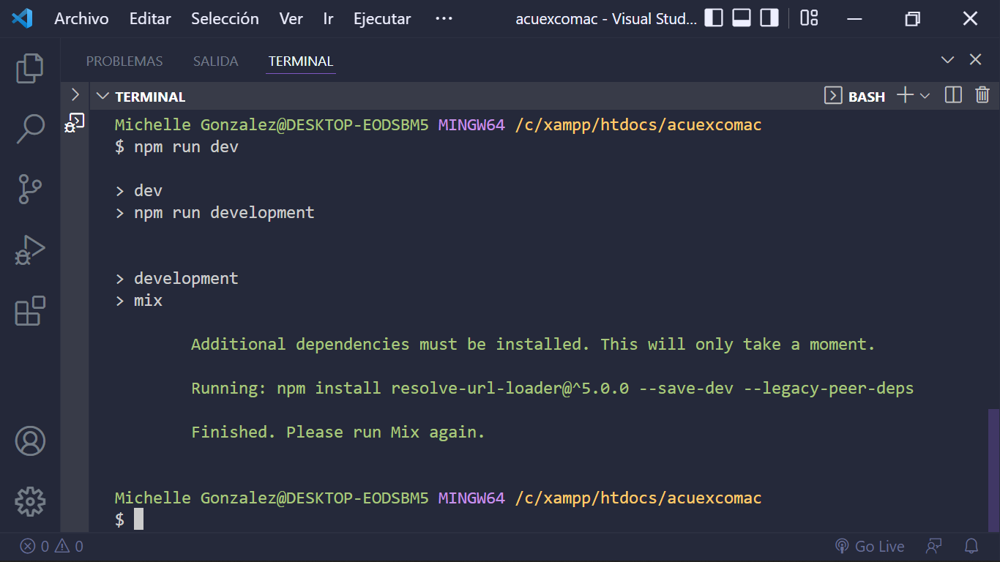 Archivo Editar Selección Ver Ir Ejecutar ··· acuexcomac - Visual Stud...
PROBLEMAS SALIDA TERMINAL
TERMINAL BASH
Michelle Gonzalez@DESKTOP-EODSBM5 MINGW64 /c/xampp/htdocs/acuexcomac
$ npm run dev
> dev
> npm run development
> development
> mix
Additional dependencies must be installed. This will only take a moment.
Running: npm install resolve-url-loader@^5.0.0 --save-dev --legacy-peer-deps
Finished. Please run Mix again.
Michelle Gonzalez@DESKTOP-EODSBM5 MINGW64 /c/xampp/htdocs/acuexcomac
$
0 0 Go Live